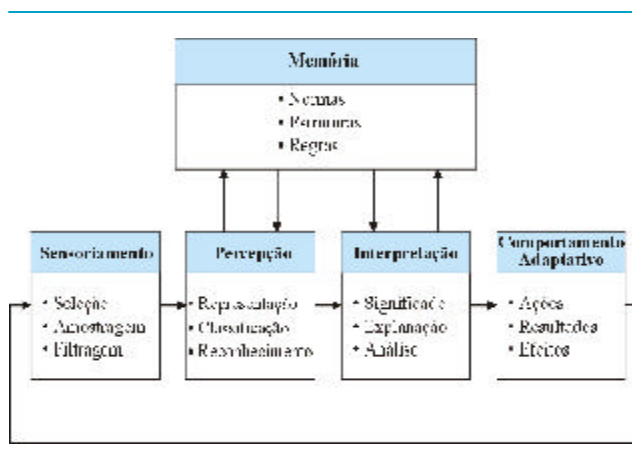 Memória
• Normas
• Estruturas
• Regras
Sensoriamento
• Seleção
• Amostragem
• Filtragem
Percepção
• Representação
• Classificação
• Reconhecimento
Interpretação
• Significado
• Explanação
• Análise
Comportamento
Adaptativo
• Ações
• Resultados
• Efeitos